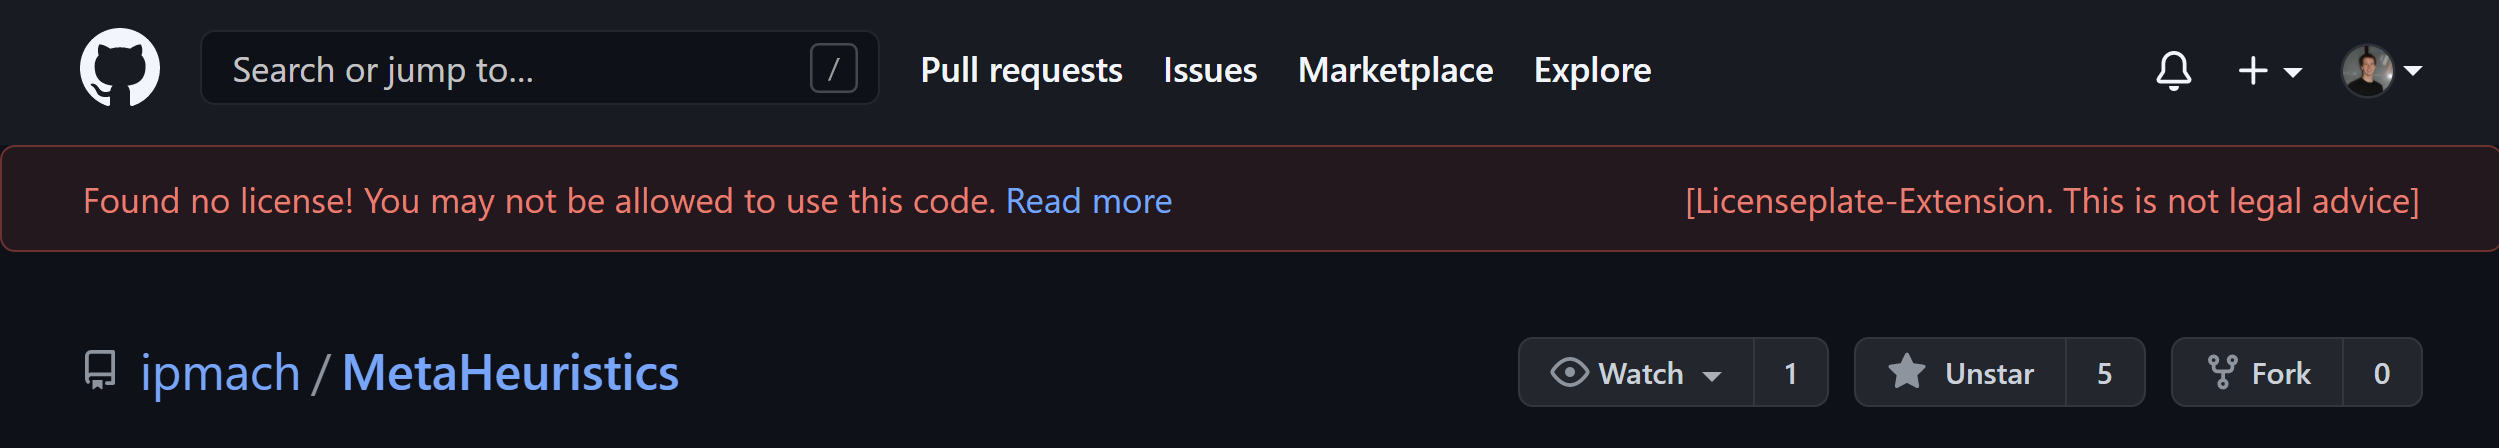 Search or jump to... / Pull requests Issues Marketplace Explore
Found no license! You may not be allowed to use this code. Read more [Licenseplate-Extension. This is not legal advice]
ipmach / MetaHeuristics Watch 1 Unstar 5 Fork 0